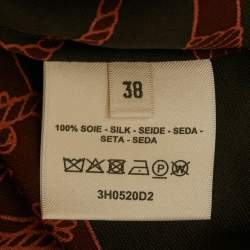 38
100% SOIE - SILK - SEIDE - SEDA -
SETA - SEDA
3H0520D2